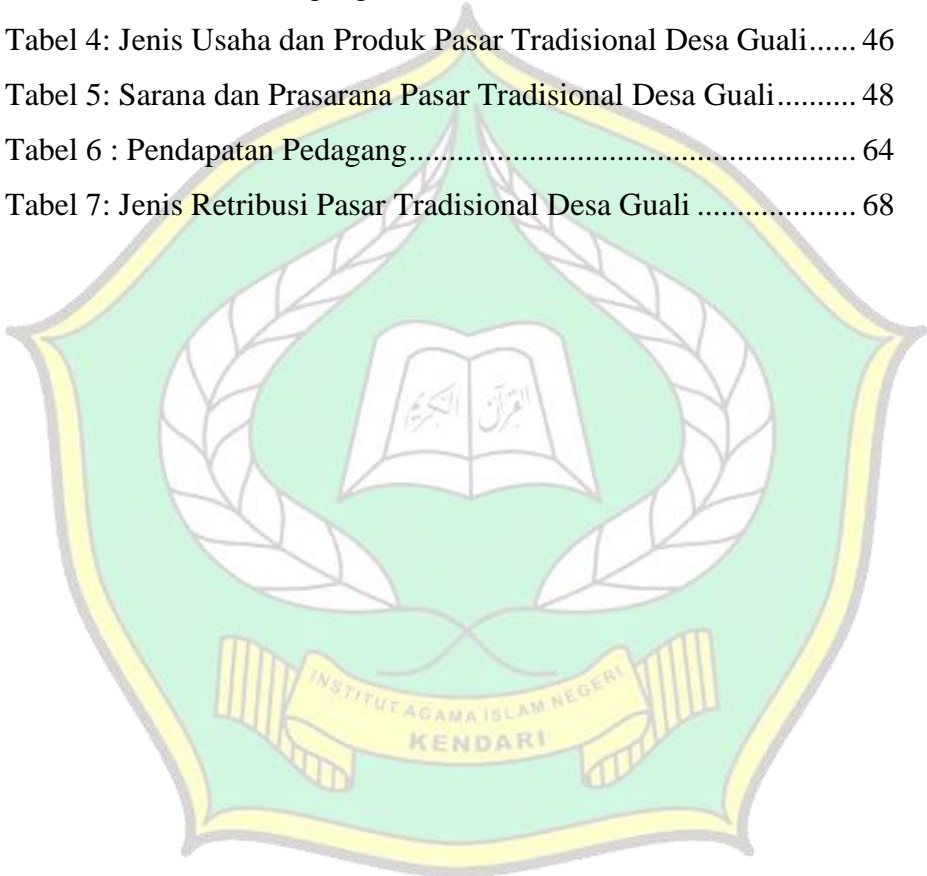 Tabel 4: Jenis Usaha dan Produk Pasar Tradisional Desa Guali...... 46
Tabel 5: Sarana dan Prasarana Pasar Tradisional Desa Guali.......... 48
Tabel 6 : Pendapatan Pedagang......................................................... 64
Tabel 7: Jenis Retribusi Pasar Tradisional Desa Guali .................... 68
القرآن الكريم
INSTITUT AGAMA ISLAM NEGERI
KENDARI